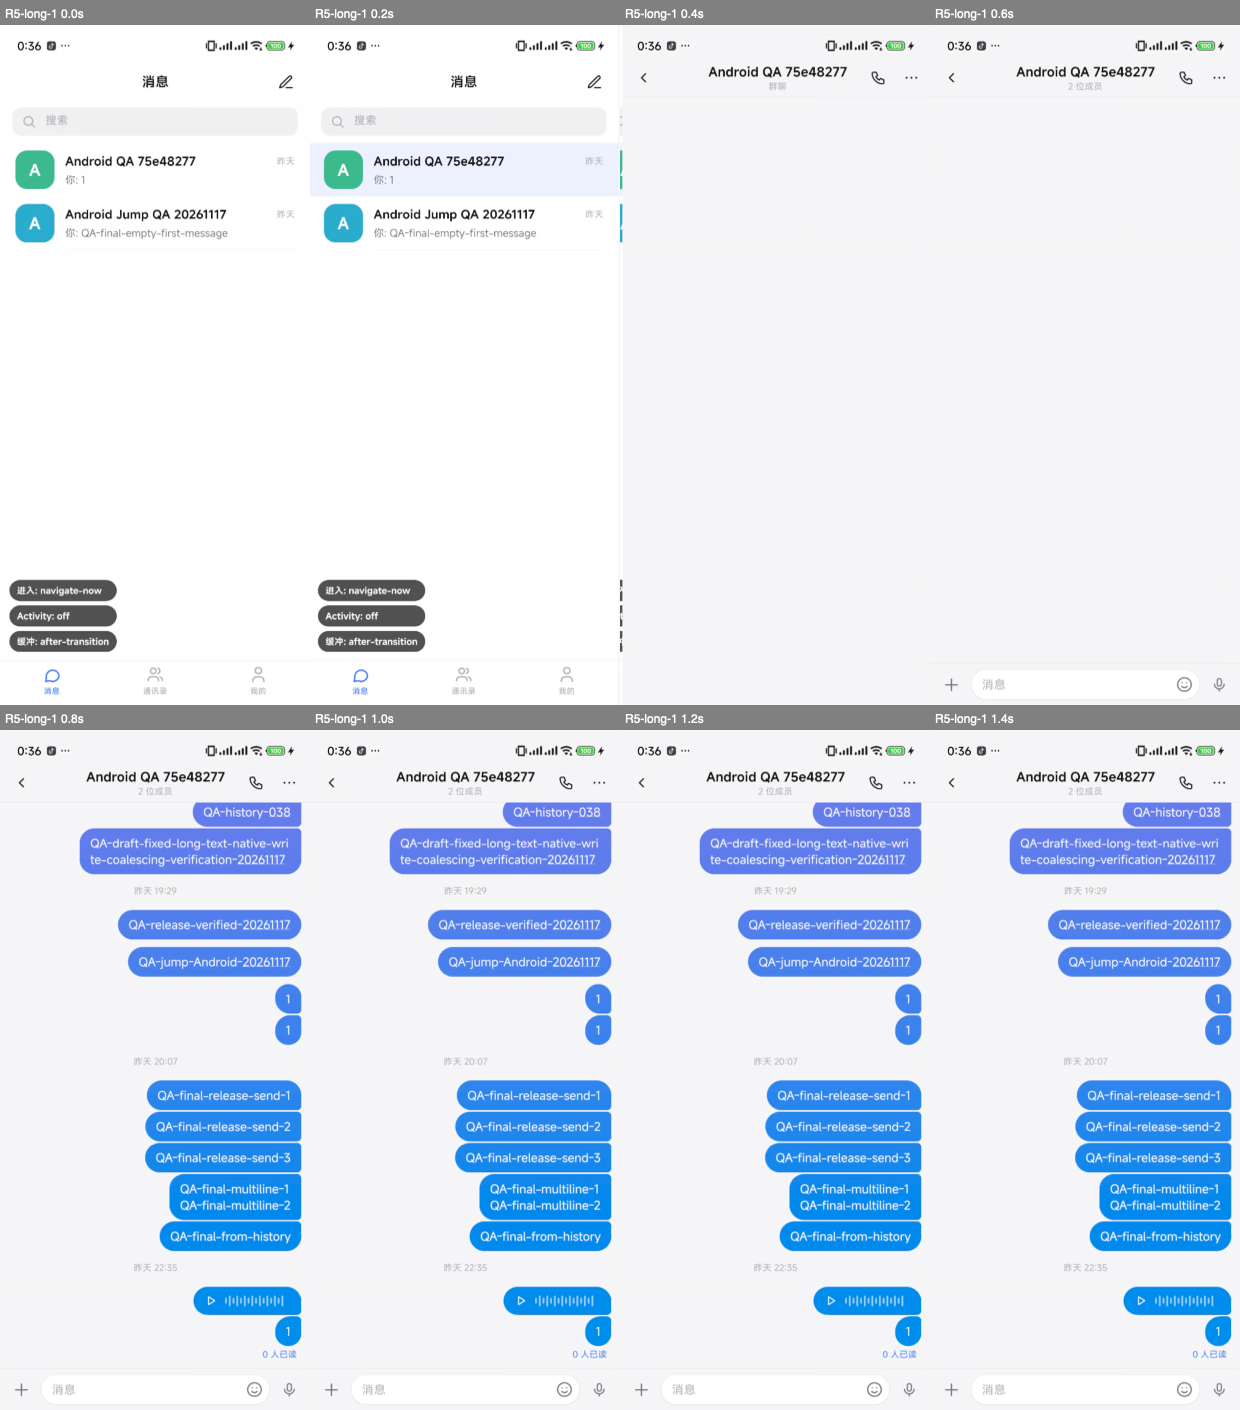 R5-long-1 0.0s
0:36 ··· 100
消息
搜索
Android QA 75e48277 昨天
你: 1
Android Jump QA 20261117 昨天
你: QA-final-empty-first-message
进入: navigate-now
Activity: off
缓冲: after-transition
消息 通讯录 我的
R5-long-1 0.2s
0:36 ··· 100
消息
搜索
Android QA 75e48277 昨天
你: 1
Android Jump QA 20261117 昨天
你: QA-final-empty-first-message
进入: navigate-now
Activity: off
缓冲: after-transition
消息 通讯录 我的
R5-long-1 0.4s
0:36 ··· 100
Android QA 75e48277
群聊
R5-long-1 0.6s
0:36 ··· 100
Android QA 75e48277
2 位成员
消息
R5-long-1 0.8s
0:36 ··· 100
Android QA 75e48277
2 位成员
QA-history-038
QA-draft-fixed-long-text-native-wri
te-coalescing-verification-20261117
昨天 19:29
QA-release-verified-20261117
QA-jump-Android-20261117
1
1
昨天 20:07
QA-final-release-send-1
QA-final-release-send-2
QA-final-release-send-3
QA-final-multiline-1
QA-final-multiline-2
QA-final-from-history
昨天 22:35
1
0 人已读
消息
R5-long-1 1.0s
0:36 ··· 100
Android QA 75e48277
2 位成员
QA-history-038
QA-draft-fixed-long-text-native-wri
te-coalescing-verification-20261117
昨天 19:29
QA-release-verified-20261117
QA-jump-Android-20261117
1
1
昨天 20:07
QA-final-release-send-1
QA-final-release-send-2
QA-final-release-send-3
QA-final-multiline-1
QA-final-multiline-2
QA-final-from-history
昨天 22:35
1
0 人已读
消息
R5-long-1 1.2s
0:36 ··· 100
Android QA 75e48277
2 位成员
QA-history-038
QA-draft-fixed-long-text-native-wri
te-coalescing-verification-20261117
昨天 19:29
QA-release-verified-20261117
QA-jump-Android-20261117
1
1
昨天 20:07
QA-final-release-send-1
QA-final-release-send-2
QA-final-release-send-3
QA-final-multiline-1
QA-final-multiline-2
QA-final-from-history
昨天 22:35
1
0 人已读
消息
R5-long-1 1.4s
0:36 ··· 100
Android QA 75e48277
2 位成员
QA-history-038
QA-draft-fixed-long-text-native-wri
te-coalescing-verification-20261117
昨天 19:29
QA-release-verified-20261117
QA-jump-Android-20261117
1
1
昨天 20:07
QA-final-release-send-1
QA-final-release-send-2
QA-final-release-send-3
QA-final-multiline-1
QA-final-multiline-2
QA-final-from-history
昨天 22:35
1
0 人已读
消息